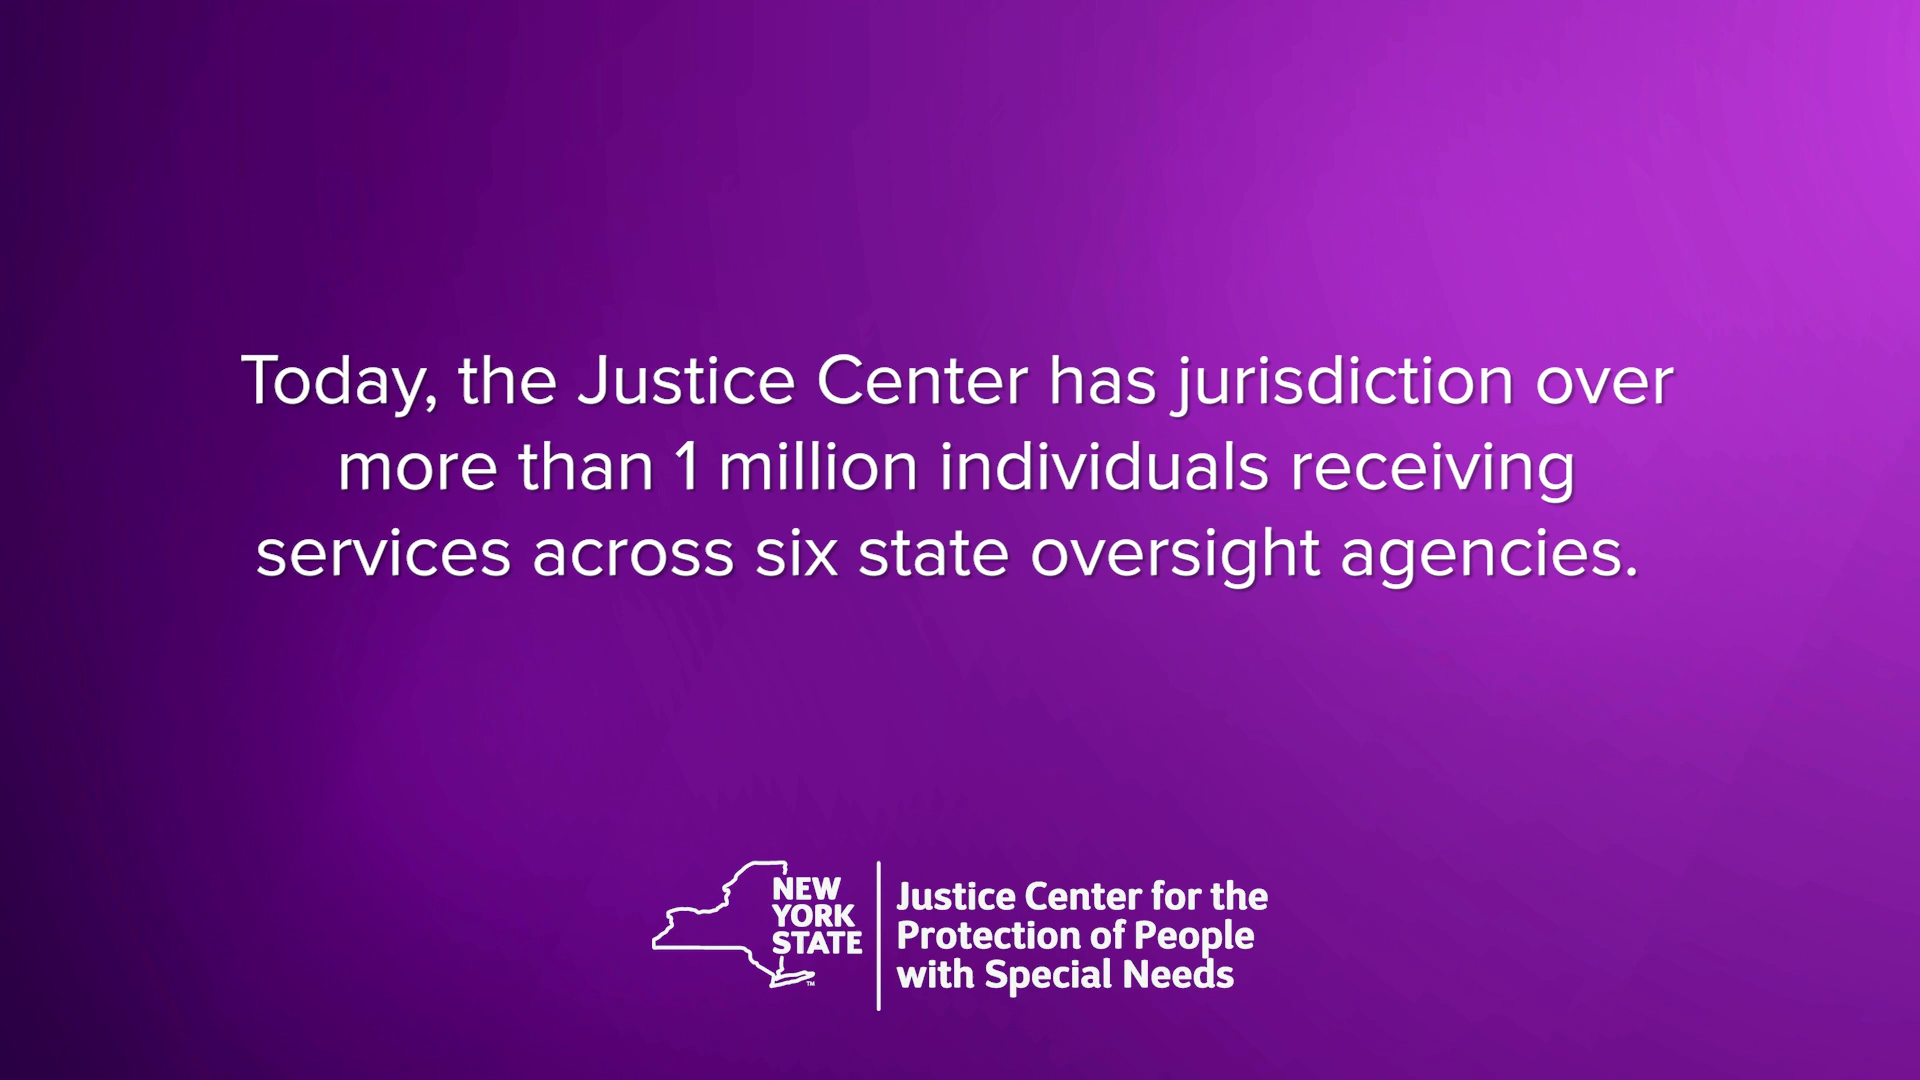 Today, the Justice Center has jurisdiction over
more than 1 million individuals receiving
services across six state oversight agencies.
NEW
YORK
STATE
TM
Justice Center for the
Protection of People
with Special Needs